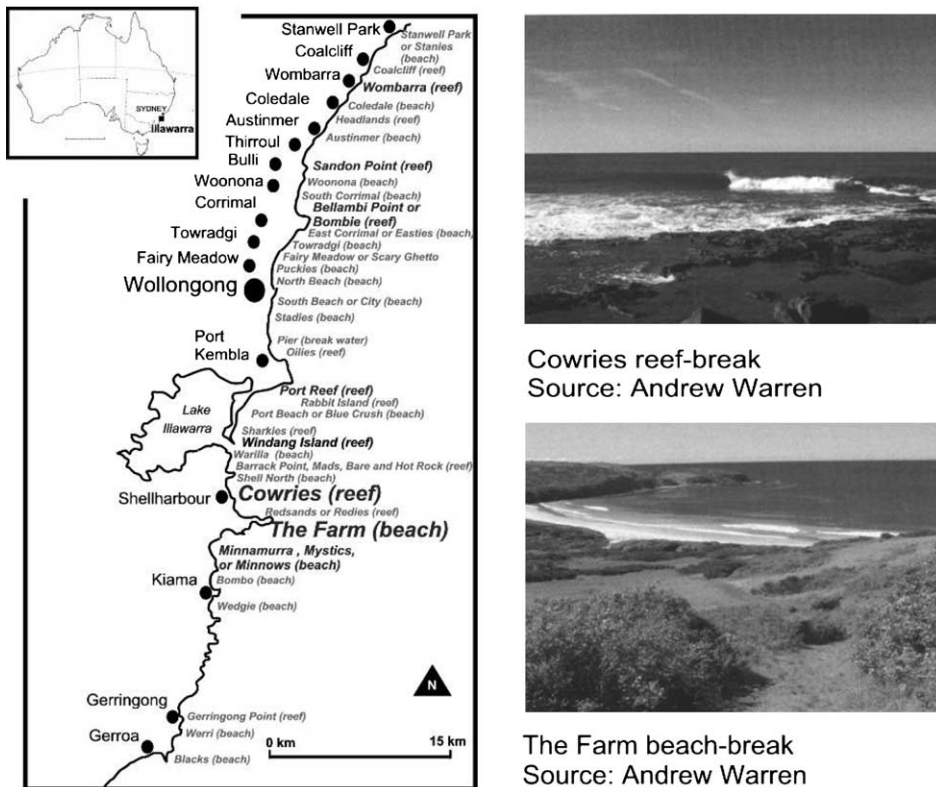 SYDNEY
Illawarra
Stanwell Park
Stanwell Park
or Stanies
(beach)
Coalcliff
Coalcliff (reef)
Wombarra
Wombarra (reef)
Coledale
Coledale (beach)
Headlands (reef)
Austinmer
Austinmer (beach)
Thirroul
Bulli
Sandon Point (reef)
Woonona
Woonona (beach)
South Corrimal (beach)
Corrimal
Bellambi Point or
Bombie (reef)
East Corrimal or Easties (beach)
Towradgi
Towradgi (beach)
Fairy Meadow
Fairy Meadow or Scary Ghetto
Puckies (beach)
Wollongong
North Beach (beach)
South Beach or City (beach)
Stadies (beach)
Port
Kembla
Pier (break water)
Oilies (reef)
Port Reef (reef)
Rabbit Island (reef)
Port Beach or Blue Crush (beach)
Lake
Illawarra
Sharkies (reef)
Windang Island (reef)
Warilla (beach)
Barrack Point, Mads, Bare and Hot Rock (reef)
Shell North (beach)
Shellharbour
Cowries (reef)
Redsands or Redies (reef)
The Farm (beach)
Minnamurra , Mystics,
or Minnows (beach)
Kiama
Bombo (beach)
Wedgie (beach)
N
Gerringong
Gerringong Point (reef)
Gerroa
Werri (beach)
Blacks (beach)
0 km 15 km
Cowries reef-break
Source: Andrew Warren
The Farm beach-break
Source: Andrew Warren